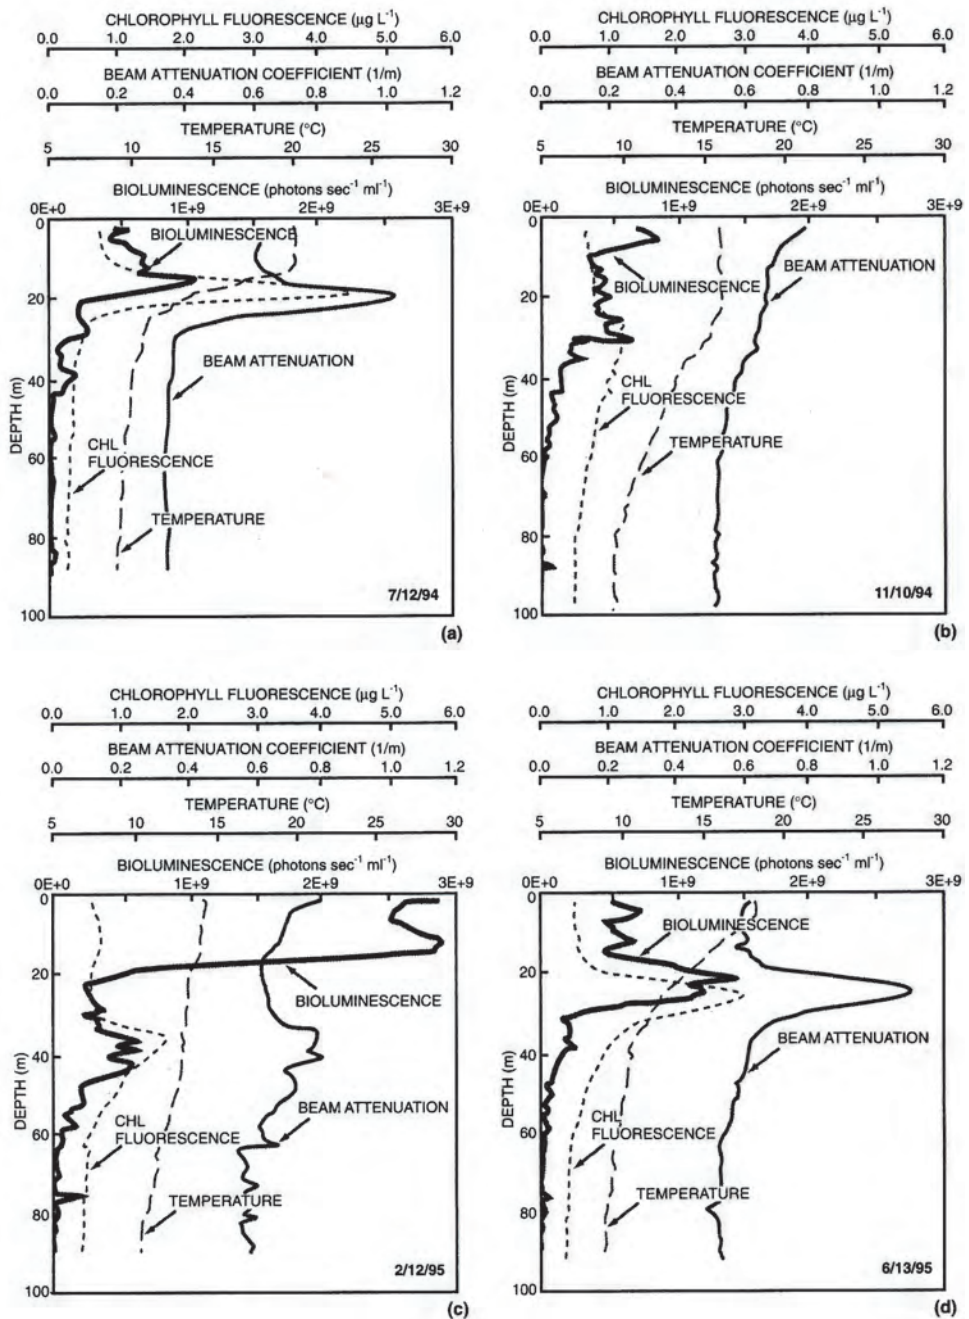 CHLOROPHYLL FLUORESCENCE (µg L⁻¹)
0.0 1.0 2.0 3.0 4.0 5.0 6.0
BEAM ATTENUATION COEFFICIENT (1/m)
0.0 0.2 0.4 0.6 0.8 1.0 1.2
TEMPERATURE (°C)
5 10 15 20 25 30
BIOLUMINESCENCE (photons sec⁻¹ ml⁻¹)
0E+0 1E+9 2E+9 3E+9
0
20
40
60
80
100
DEPTH (m)
BIOLUMINESCENCE
BEAM ATTENUATION
CHL
FLUORESCENCE
TEMPERATURE
7/12/94
(a)
CHLOROPHYLL FLUORESCENCE (µg L⁻¹)
0.0 1.0 2.0 3.0 4.0 5.0 6.0
BEAM ATTENUATION COEFFICIENT (1/m)
0.0 0.2 0.4 0.6 0.8 1.0 1.2
TEMPERATURE (°C)
5 10 15 20 25 30
BIOLUMINESCENCE (photons sec⁻¹ ml⁻¹)
0E+0 1E+9 2E+9 3E+9
0
20
40
60
80
100
DEPTH (m)
BEAM ATTENUATION
BIOLUMINESCENCE
CHL
FLUORESCENCE
TEMPERATURE
11/10/94
(b)
CHLOROPHYLL FLUORESCENCE (µg L⁻¹)
0.0 1.0 2.0 3.0 4.0 5.0 6.0
BEAM ATTENUATION COEFFICIENT (1/m)
0.0 0.2 0.4 0.6 0.8 1.0 1.2
TEMPERATURE (°C)
5 10 15 20 25 30
BIOLUMINESCENCE (photons sec⁻¹ ml⁻¹)
0E+0 1E+9 2E+9 3E+9
0
20
40
60
80
100
DEPTH (m)
BIOLUMINESCENCE
BEAM ATTENUATION
CHL
FLUORESCENCE
TEMPERATURE
2/12/95
(c)
CHLOROPHYLL FLUORESCENCE (µg L⁻¹)
0.0 1.0 2.0 3.0 4.0 5.0 6.0
BEAM ATTENUATION COEFFICIENT (1/m)
0.0 0.2 0.4 0.6 0.8 1.0 1.2
TEMPERATURE (°C)
5 10 15 20 25 30
BIOLUMINESCENCE (photons sec⁻¹ ml⁻¹)
0E+0 1E+9 2E+9 3E+9
0
20
40
60
80
100
DEPTH (m)
BIOLUMINESCENCE
BEAM ATTENUATION
CHL
FLUORESCENCE
TEMPERATURE
6/13/95
(d)